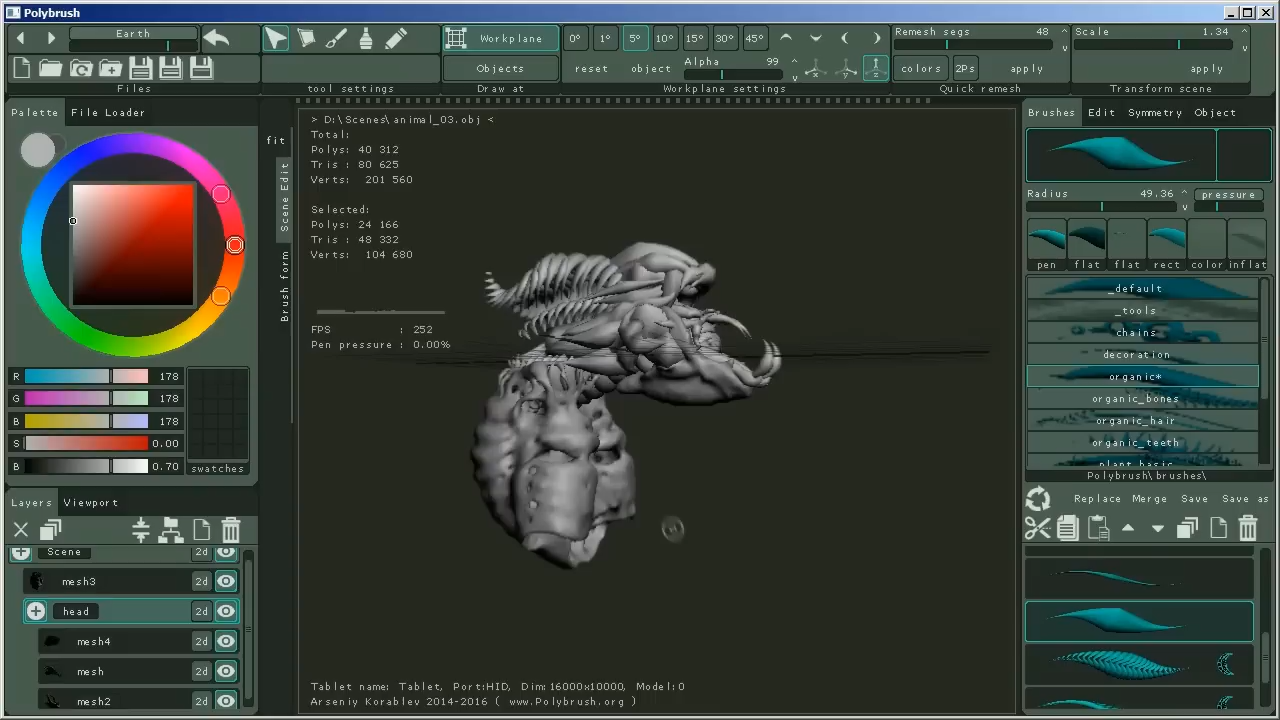 Polybrush
Earth
Files
tool settings
Workplane
Objects
Draw at
0° 1° 5° 10° 15° 30° 45°
reset object Alpha 99
Workplane settings
Remesh segs 48
colors 2Ps apply
Quick remesh
Scale 1.34
apply
Transform scene
Palette File Loader
R 178
G 178
B 178
S 0.00
B 0.70
swatches
Layers Viewport
Scene 2d
mesh3 2d
head 2d
mesh4 2d
mesh 2d
mesh2 2d
fit
Scene Edit
Brush form
> D:\Scenes\animal_03.obj <
Total:
Polys: 40 312
Tris : 80 625
Verts: 201 560
Selected:
Polys: 24 166
Tris : 48 332
Verts: 104 680
FPS : 252
Pen pressure : 0.00%
Tablet name: Tablet, Port:HID, Dim:16000x10000, Model:0
Arseniy Korablev 2014-2016 ( www.Polybrush.org )
Brushes Edit Symmetry Object
Radius 49.36 pressure
pen flat flat rect color inflat
_default
_tools
chains
decoration
organic*
organic_bones
organic_hair
organic_teeth
plant_basic
Polybrush\brushes\
Replace Merge Save Save as